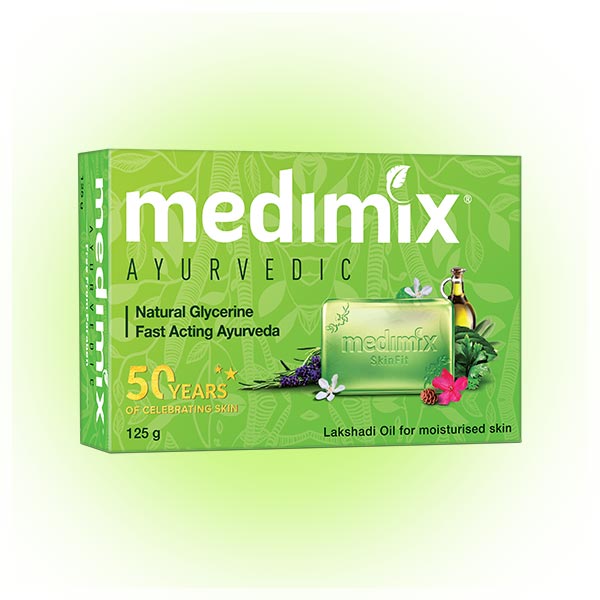 medimix®
AYURVEDIC
Natural Glycerine
Fast Acting Ayurveda
50 YEARS
OF CELEBRATING SKIN
125 g
medimix
SkinFit
Lakshadi Oil for moisturised skin
125 g
medimix
AYURVEDIC